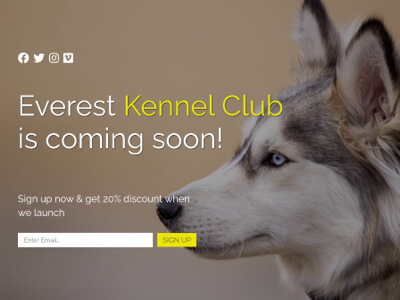 Everest Kennel Club
is coming soon!
Sign up now & get 20% discount when
we launch
Enter Email..
SIGN UP